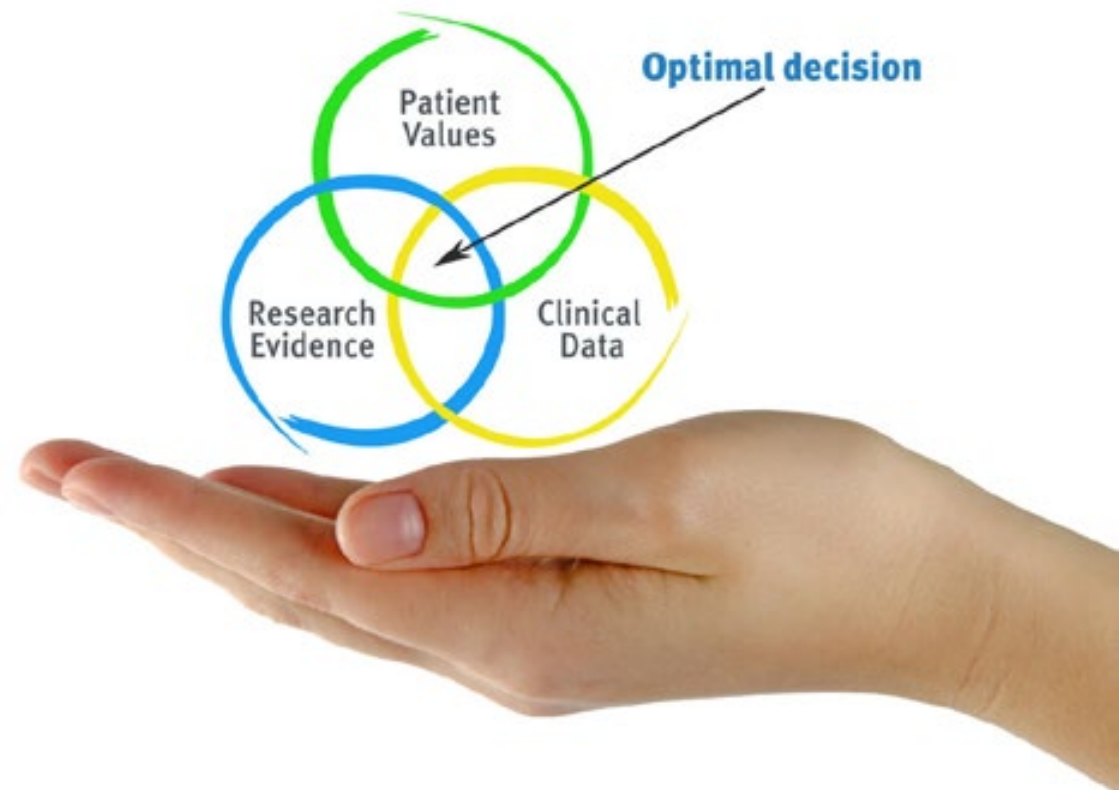 Optimal decision
Patient
Values
Research
Evidence
Clinical
Data